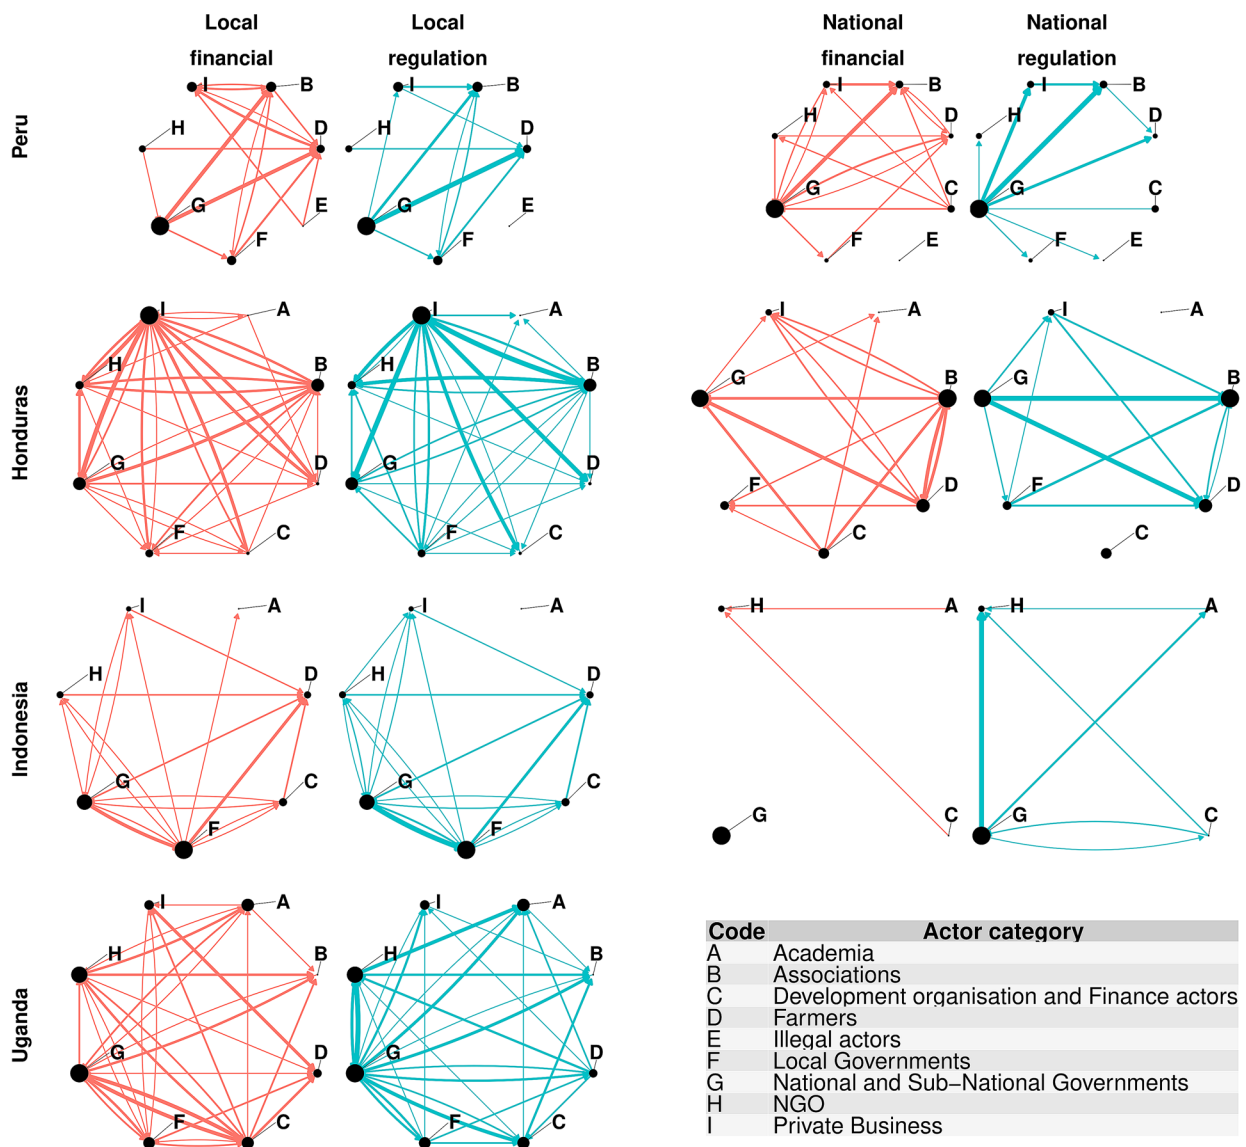 Local
financial
Local
regulation
National
financial
National
regulation
Peru
I
B
H
D
G
E
F
I
B
H
D
G
E
F
I
B
H
D
G
C
F
E
I
B
H
D
G
C
F
E
Honduras
I
A
H
B
G
D
F
C
I
A
H
B
G
D
F
C
I
A
G
B
F
D
C
I
A
G
B
F
D
C
Indonesia
I
A
H
D
G
C
F
I
A
H
D
G
C
F
H
A
G
C
H
A
G
C
Uganda
I
A
H
B
G
D
F
C
I
A
H
B
G
D
F
C
Code Actor category
A Academia
B Associations
C Development organisation and Finance actors
D Farmers
E Illegal actors
F Local Governments
G National and Sub−National Governments
H NGO
I Private Business